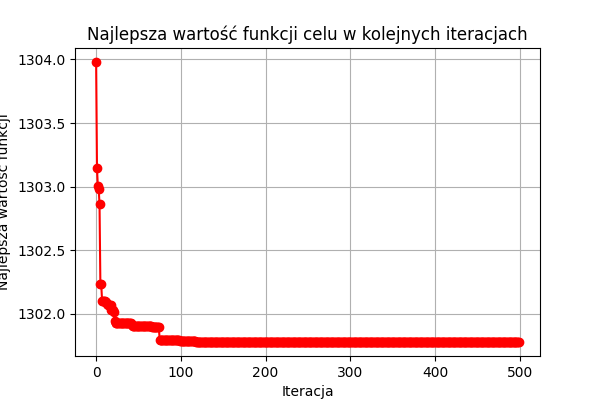 Najlepsza wartość funkcji celu w kolejnych iteracjach
Najlepsza wartość funkcji
1304.0
1303.5
1303.0
1302.5
1302.0
0 100 200 300 400 500
Iteracja